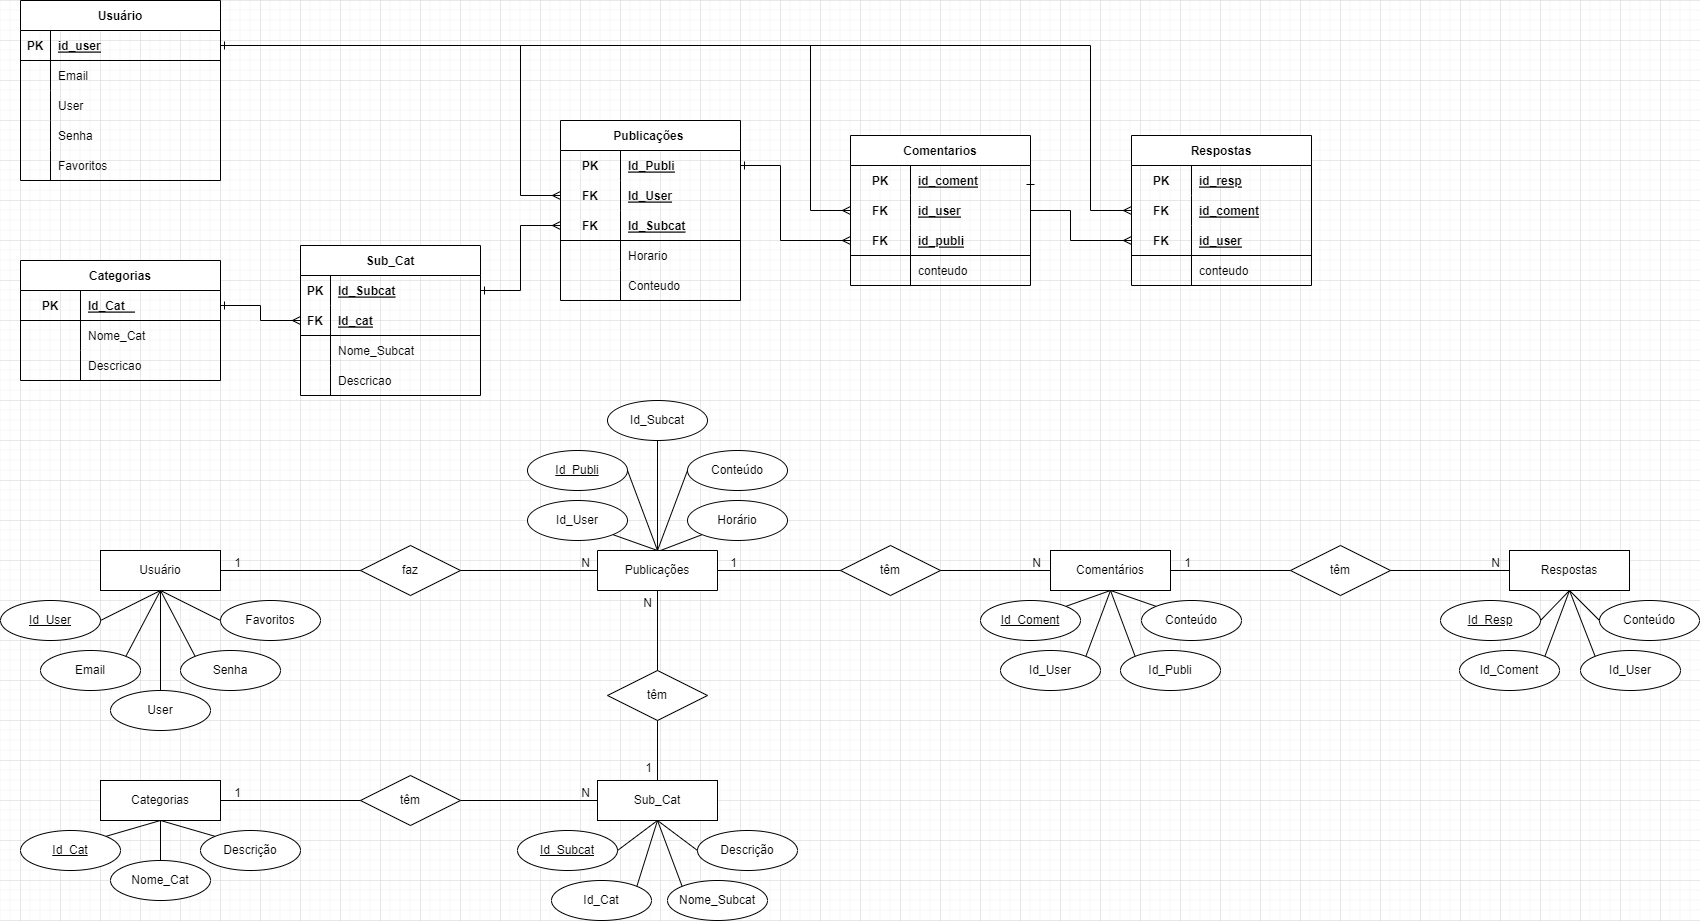 Usuário
PK id_user
Email
User
Senha
Favoritos
Publicações
PK Id_Publi
FK Id_User
FK Id_Subcat
Horario
Conteudo
Comentarios
PK id_coment
FK id_user
FK id_publi
conteudo
Respostas
PK id_resp
FK id_coment
FK id_user
conteudo
Categorias
PK Id_Cat
Nome_Cat
Descricao
Sub_Cat
PK Id_Subcat
FK Id_cat
Nome_Subcat
Descricao
Id_Subcat
Id_Publi
Conteúdo
Id_User
Horário
Usuário
1
faz
N
Publicações
1
têm
N
Comentários
1
têm
N
Respostas
Id_User
Favoritos
Email
Senha
User
N
têm
1
Id_Coment
Conteúdo
Id_User
Id_Publi
Id_Resp
Conteúdo
Id_Coment
Id_User
Categorias
1
têm
N
Sub_Cat
Id_Cat
Descrição
Nome_Cat
Id_Subcat
Descrição
Id_Cat
Nome_Subcat